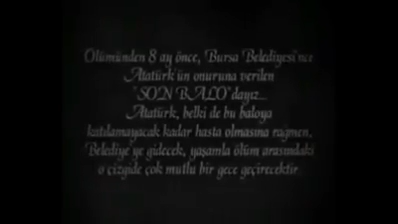 Ölümünden 8 ay önce, Bursa Belediyesi'nce
Atatürk'ün onuruna verilen
"SON BALO"dayız...
Atatürk, belki de bu baloya
katılamayacak kadar hasta olmasına rağmen,
Belediye'ye gidecek, yaşamla ölüm arasındaki
o çizgide çok mutlu bir gece geçirecektir.